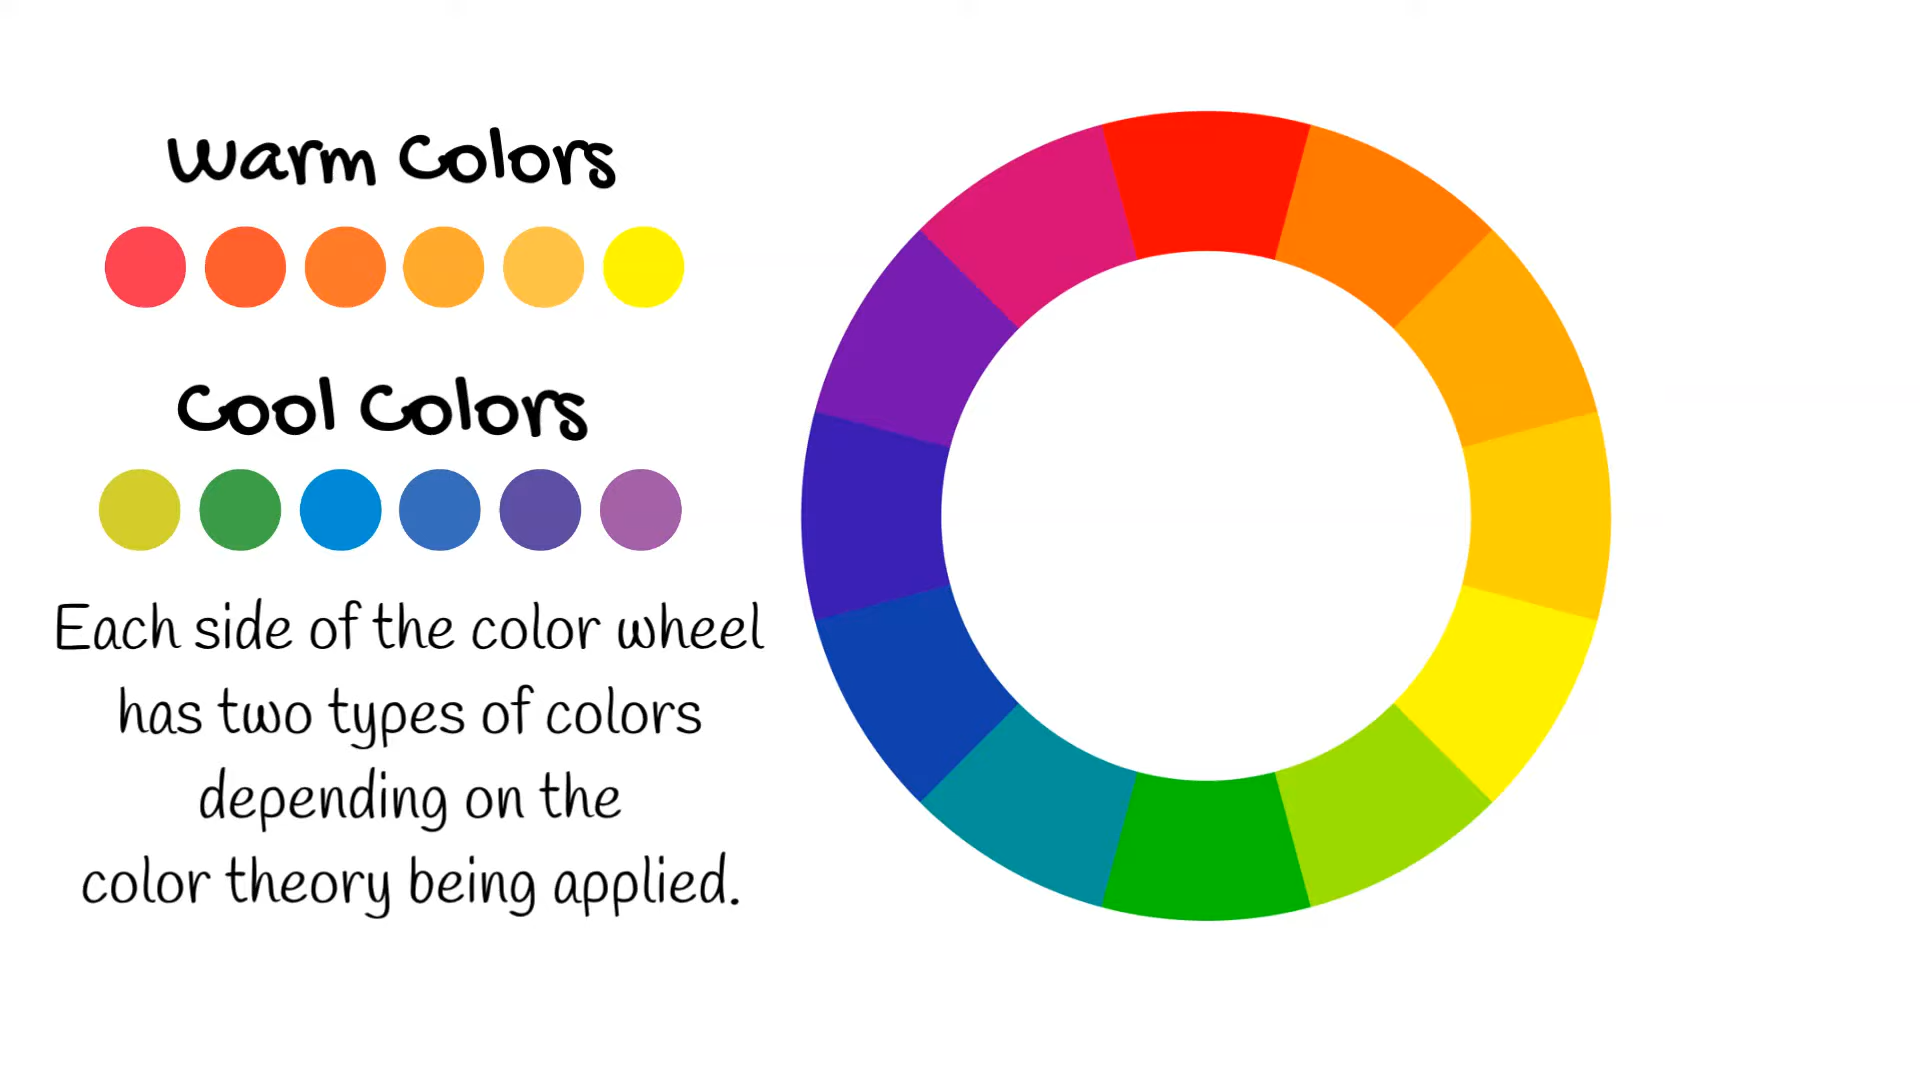 Warm Colors
Cool Colors
Each side of the color wheel
has two types of colors
depending on the
color theory being applied.